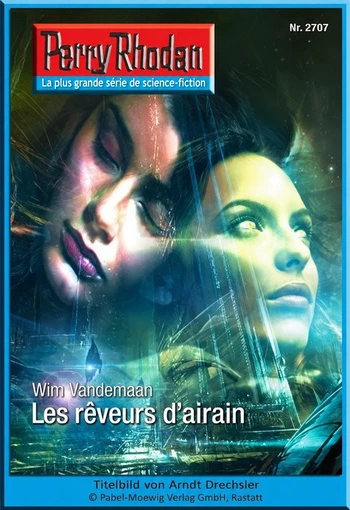 Perry Rhodan
Nr. 2707
La plus grande série de science-fiction
Wim Vandemaan
Les rêveurs d'airain
Titelbild von Arndt Drechsler
© Pabel-Moewig Verlag GmbH, Rastatt